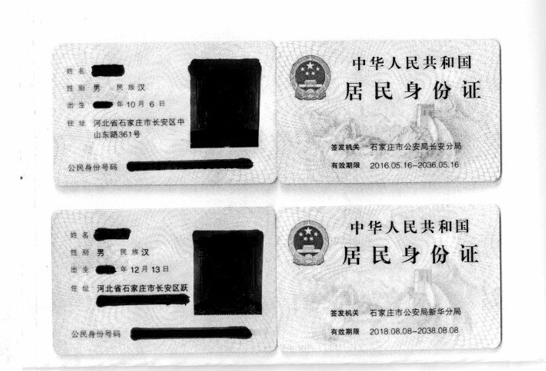 姓名
性别 男 民族 汉
出生 年 10 月 6 日
住址 河北省石家庄市长安区中
山东路361号
公民身份号码
中华人民共和国
居民身份证
签发机关 石家庄市公安局长安分局
有效期限 2016.05.16-2036.05.16
姓名
性别 男 民族 汉
出生 年 12 月 13 日
住址 河北省石家庄市长安区跃
公民身份号码
中华人民共和国
居民身份证
签发机关 石家庄市公安局新华分局
有效期限 2018.08.08-2038.08.08